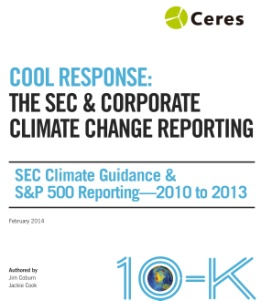 Ceres
COOL RESPONSE:
THE SEC & CORPORATE
CLIMATE CHANGE REPORTING
SEC Climate Guidance &
S&P 500 Reporting—2010 to 2013
February 2014
Authored by
Jim Coburn
Jackie Cook
10-K